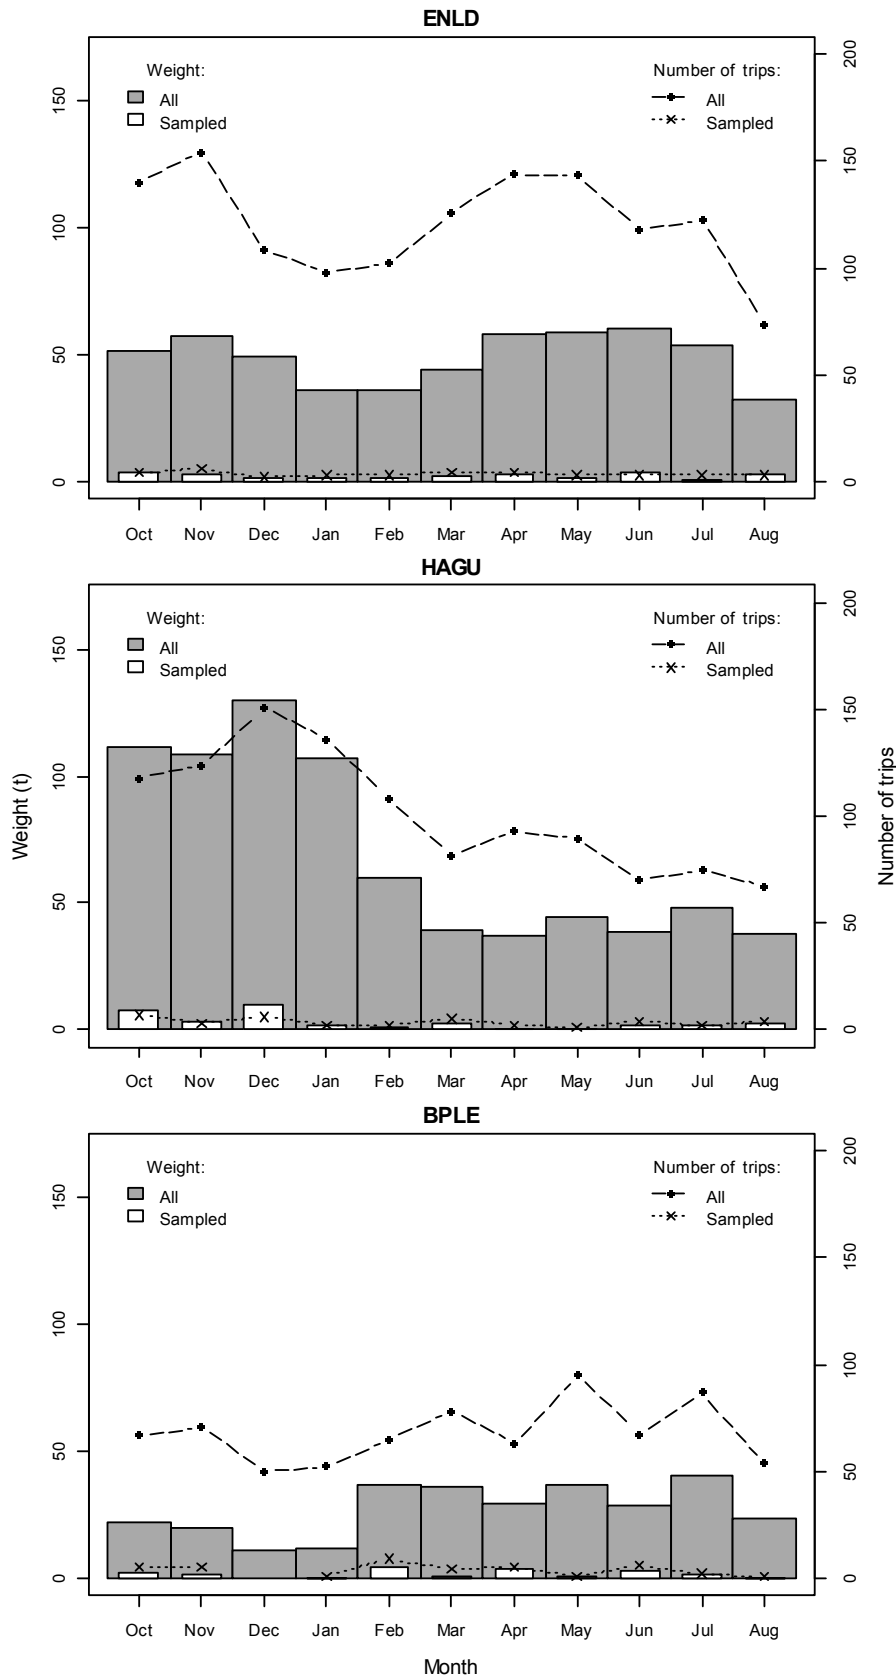 ENLD
Weight:
All
Sampled
Number of trips:
All
Sampled
150
100
50
0
200
150
100
50
0
Oct Nov Dec Jan Feb Mar Apr May Jun Jul Aug
HAGU
Weight:
All
Sampled
Number of trips:
All
Sampled
150
100
50
0
200
150
100
50
0
Weight (t)
Number of trips
Oct Nov Dec Jan Feb Mar Apr May Jun Jul Aug
BPLE
Weight:
All
Sampled
Number of trips:
All
Sampled
150
100
50
0
200
150
100
50
0
Oct Nov Dec Jan Feb Mar Apr May Jun Jul Aug
Month